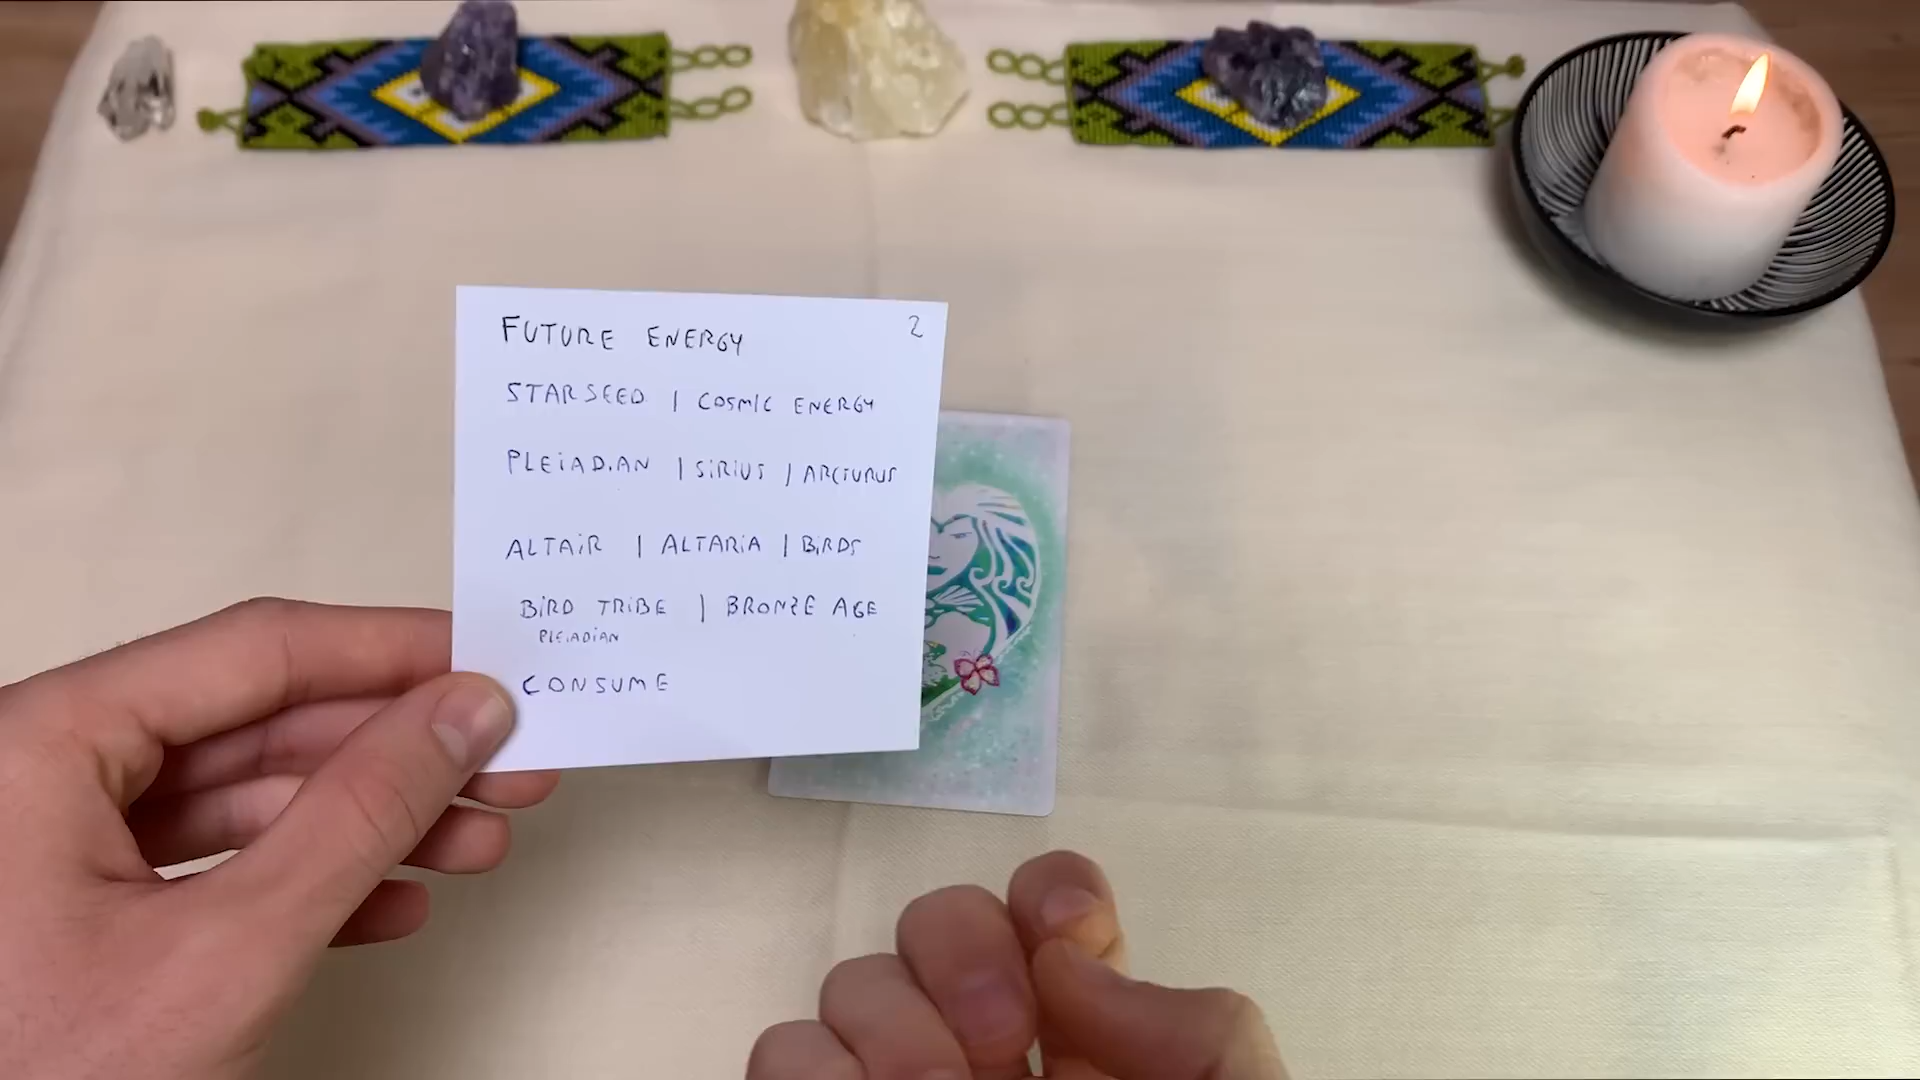 FUTURE ENERGY 2
STARSEED | COSMIC ENERGY
PLEIADIAN | SIRIUS | ARCTURUS
ALTAIR | ALTARIA | BIRDS
BIRD TRIBE | BRONZE AGE
PLEIADIAN
CONSUME